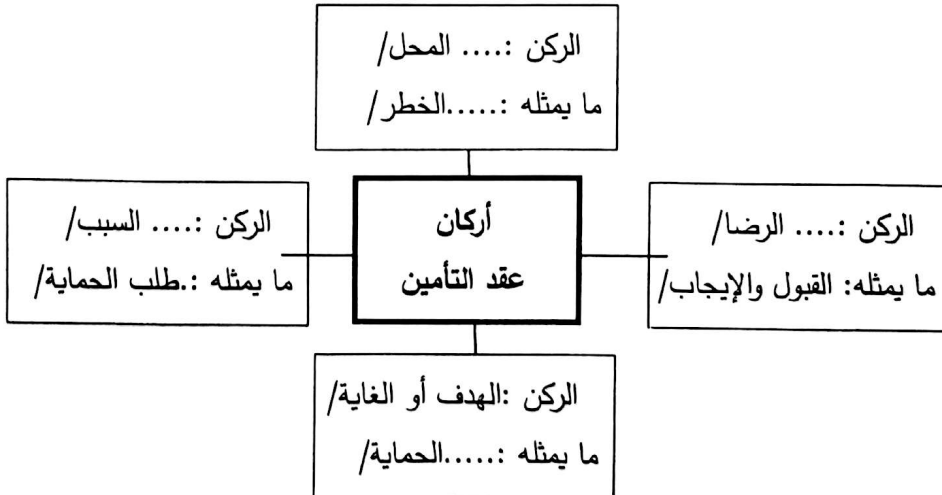 الركن :.... المحل/
ما يمثله :.....الخطر/
الركن :.... الرضا/
ما يمثله: القبول والإيجاب/
أركان
عقد التأمين
الركن :.... السبب/
ما يمثله :.طلب الحماية/
الركن :الهدف أو الغاية/
ما يمثله :.....الحماية/